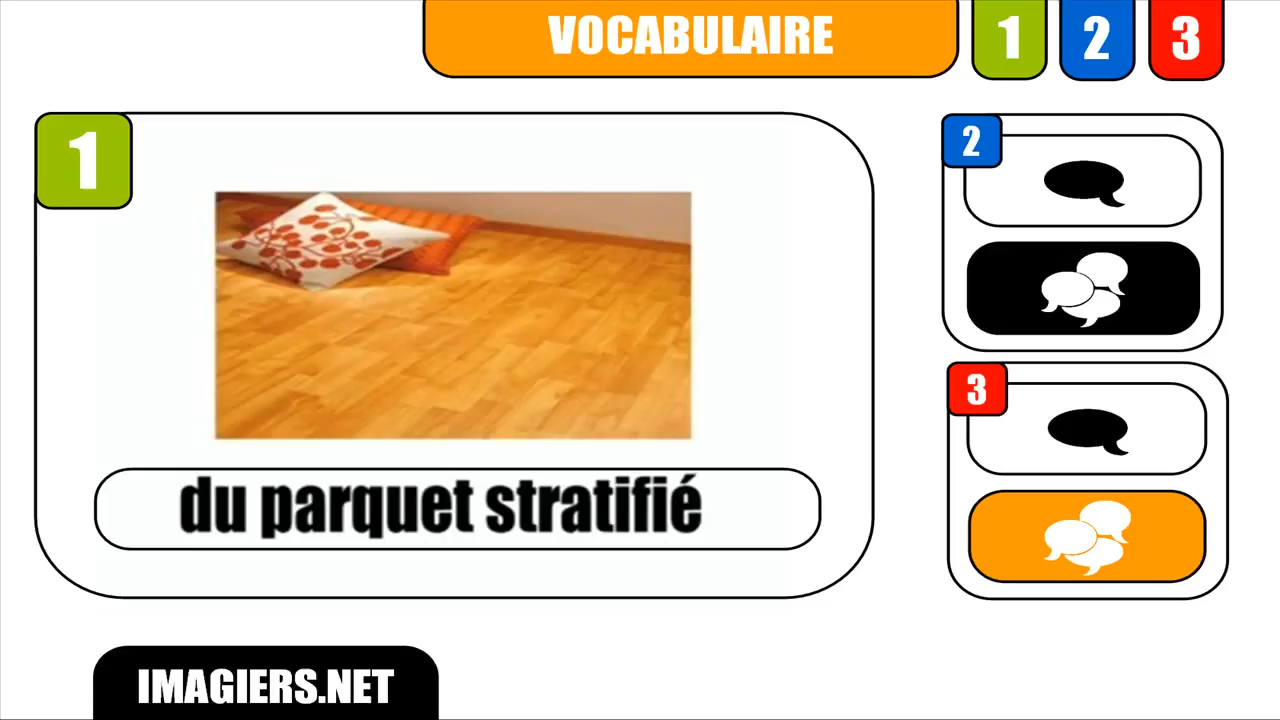 VOCABULAIRE
1
2
3
1
du parquet stratifié
2
3
IMAGIERS.NET